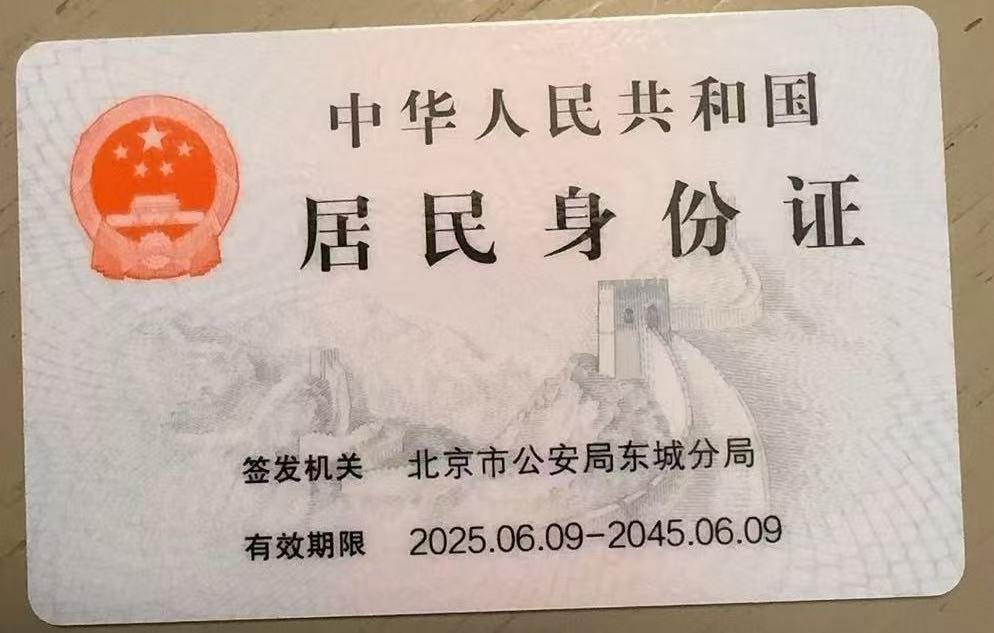 中华人民共和国
居民身份证
签发机关 北京市公安局东城分局
有效期限 2025.06.09-2045.06.09